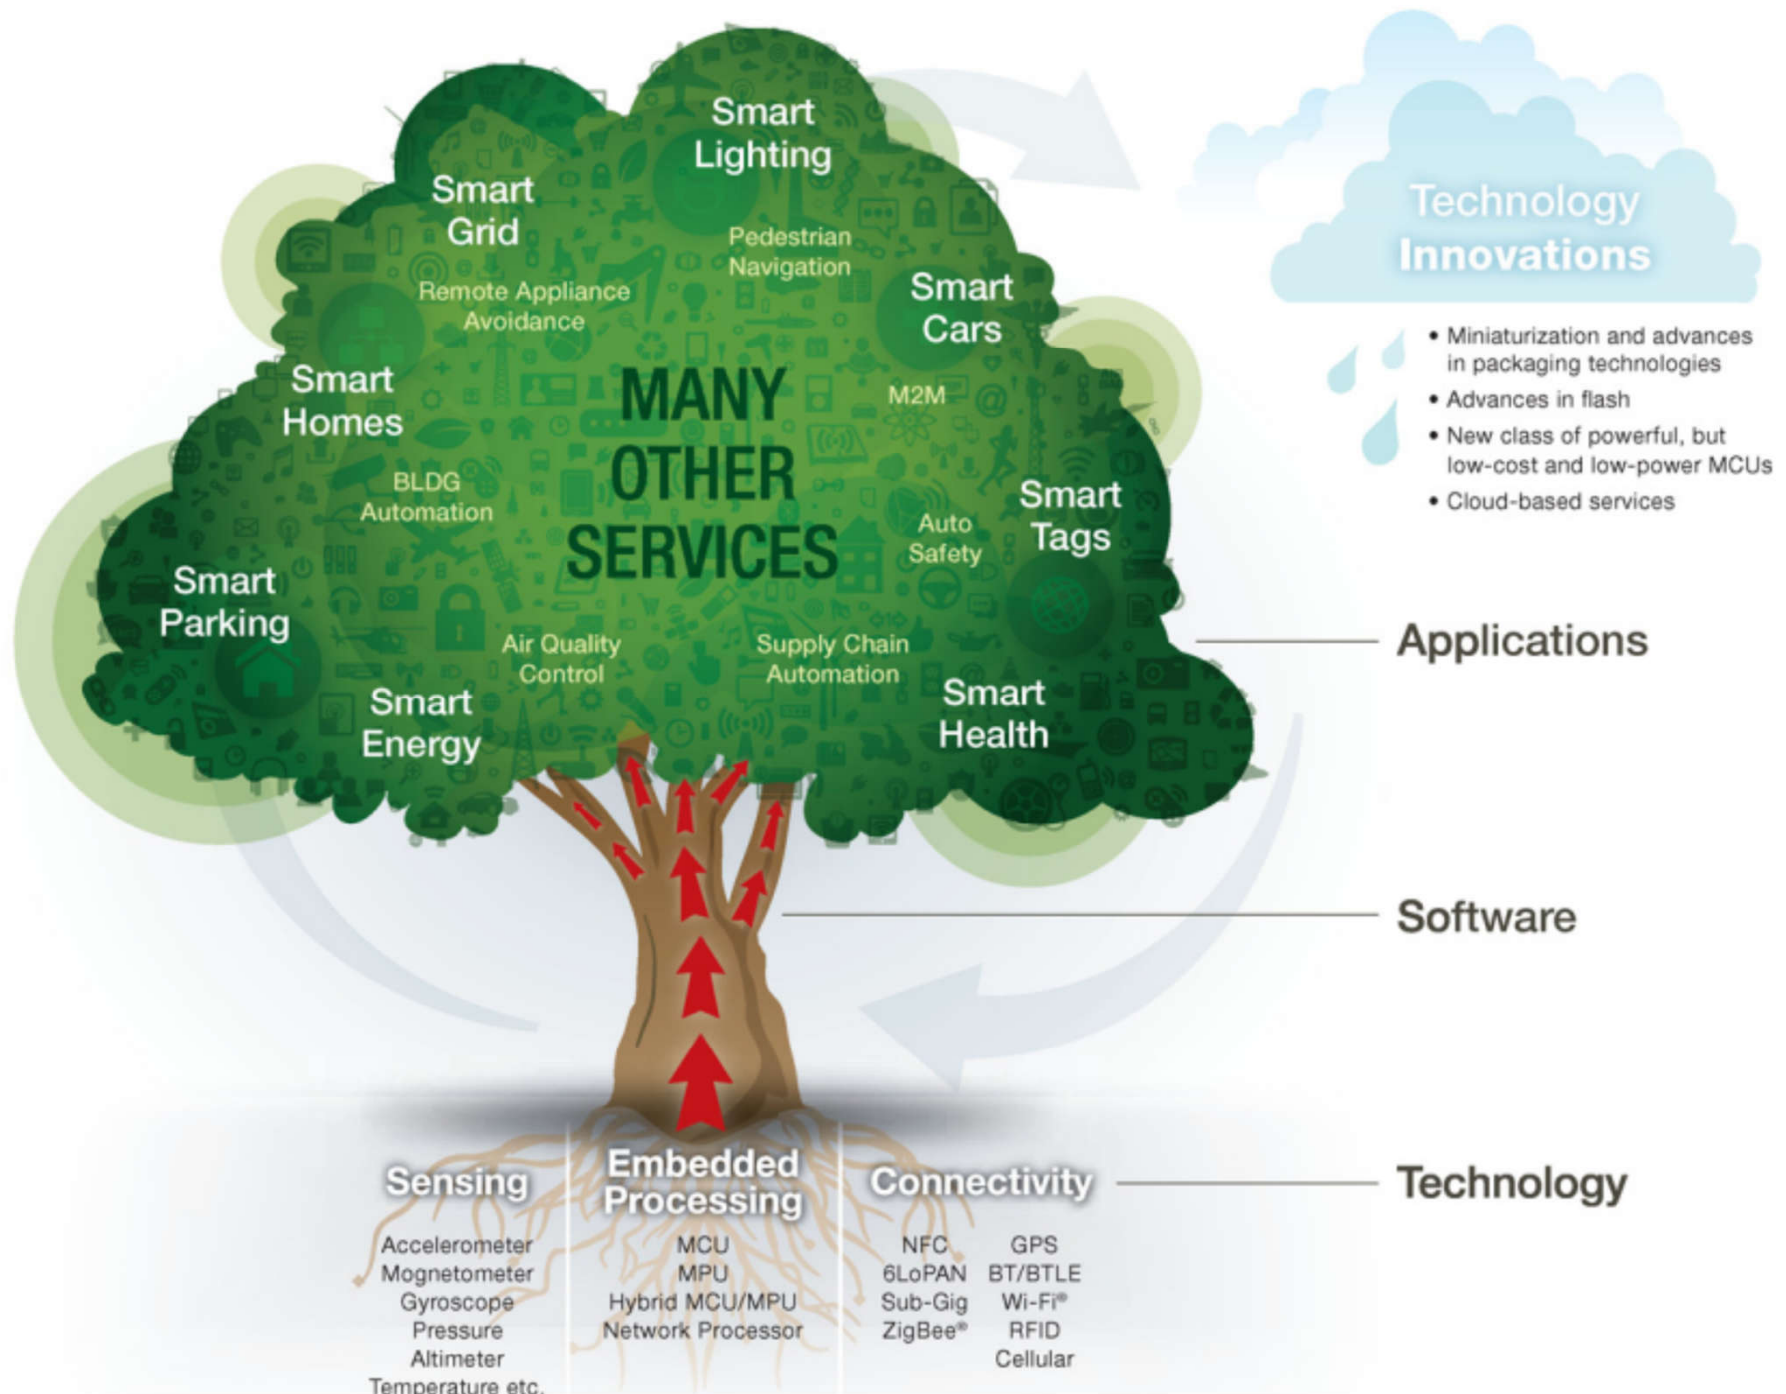 Smart
Lighting
Smart
Grid
Pedestrian
Navigation
Remote Appliance
Avoidance
Smart
Cars
Smart
Homes
MANY
OTHER
SERVICES
M2M
BLDG
Automation
Auto
Safety
Smart
Tags
Smart
Parking
Air Quality
Control
Supply Chain
Automation
Smart
Energy
Smart
Health
Technology
Innovations
• Miniaturization and advances
in packaging technologies
• Advances in flash
• New class of powerful, but
low-cost and low-power MCUs
• Cloud-based services
Applications
Software
Technology
Sensing
Accelerometer
Mognetometer
Gyroscope
Pressure
Altimeter
Temperature etc.
Embedded
Processing
MCU
MPU
Hybrid MCU/MPU
Network Processor
Connectivity
NFC
6LoPAN
Sub-Gig
ZigBee®
GPS
BT/BTLE
Wi-Fi®
RFID
Cellular